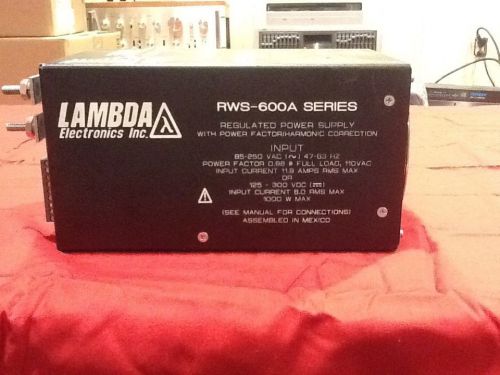 LAMBDA λ
Electronics Inc.
RWS-600A SERIES
REGULATED POWER SUPPLY
WITH POWER FACTOR/HARMONIC CORRECTION
INPUT
85-250 VAC (~) 47-63 HZ
POWER FACTOR 0.98 @ FULL LOAD, 110VAC
INPUT CURRENT 11.9 AMPS RMS MAX
OR
125 - 300 VDC (⎓)
INPUT CURRENT 8.0 RMS MAX
1000 W MAX
(SEE MANUAL FOR CONNECTIONS)
ASSEMBLED IN MEXICO